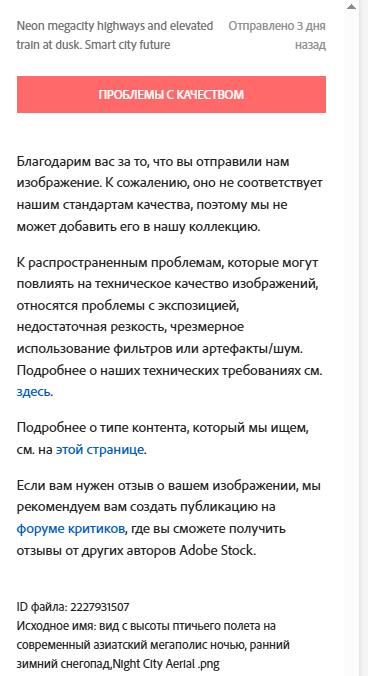 Neon megacity highways and elevated
train at dusk. Smart city future
Отправлено 3 дня
назад
ПРОБЛЕМЫ С КАЧЕСТВОМ
Благодарим вас за то, что вы отправили нам
изображение. К сожалению, оно не соответствует
нашим стандартам качества, поэтому мы не
может добавить его в нашу коллекцию.
К распространенным проблемам, которые могут
повлиять на техническое качество изображений,
относятся проблемы с экспозицией,
недостаточная резкость, чрезмерное
использование фильтров или артефакты/шум.
Подробнее о наших технических требованиях см.
здесь.
Подробнее о типе контента, который мы ищем,
см. на этой странице.
Если вам нужен отзыв о вашем изображении, мы
рекомендуем вам создать публикацию на
форуме критиков, где вы сможете получить
отзывы от других авторов Adobe Stock.
ID файла: 2227931507
Исходное имя: вид с высоты птичьего полета на
современный азиатский мегаполис ночью, ранний
зимний снегопад,Night City Aerial .png